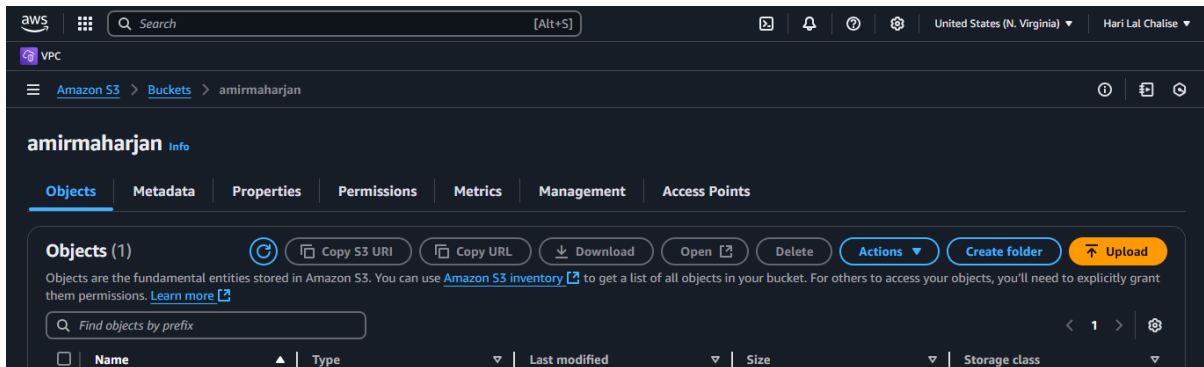 aws Search [Alt+S] United States (N. Virginia) Hari Lal Chalise
VPC
Amazon S3 > Buckets > amirmaharjan
amirmaharjan Info
Objects Metadata Properties Permissions Metrics Management Access Points
Objects (1) Copy S3 URI Copy URL Download Open Delete Actions Create folder Upload
Objects are the fundamental entities stored in Amazon S3. You can use Amazon S3 inventory to get a list of all objects in your bucket. For others to access your objects, you'll need to explicitly grant
them permissions. Learn more
Find objects by prefix < 1 >
Name Type Last modified Size Storage class